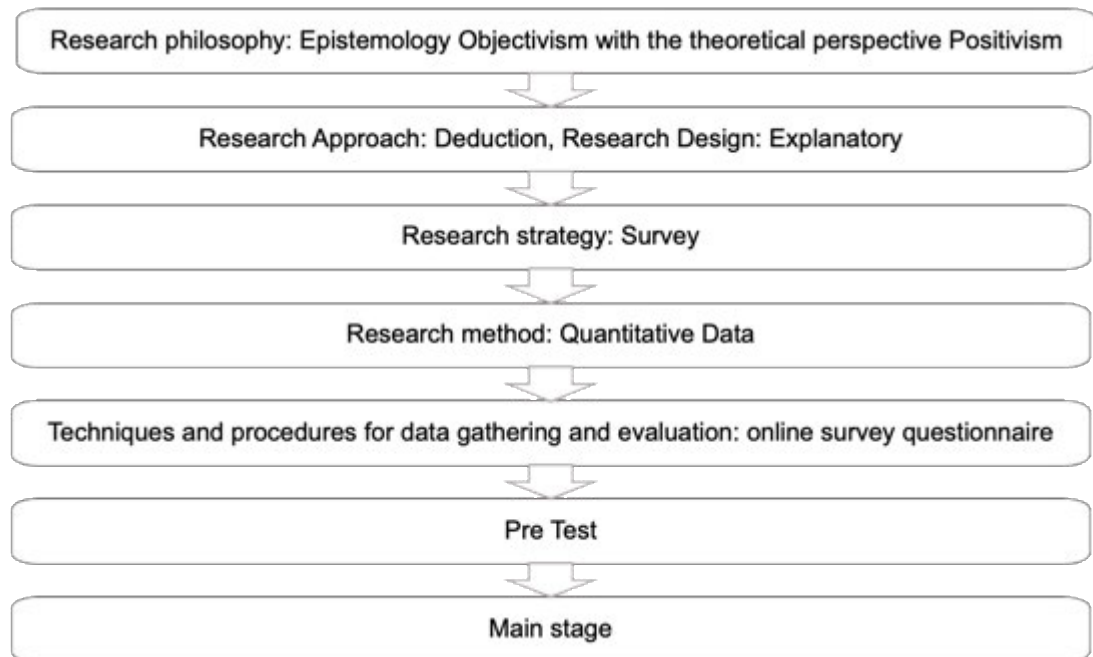 Research philosophy: Epistemology Objectivism with the theoretical perspective Positivism
Research Approach: Deduction, Research Design: Explanatory
Research strategy: Survey
Research method: Quantitative Data
Techniques and procedures for data gathering and evaluation: online survey questionnaire
Pre Test
Main stage